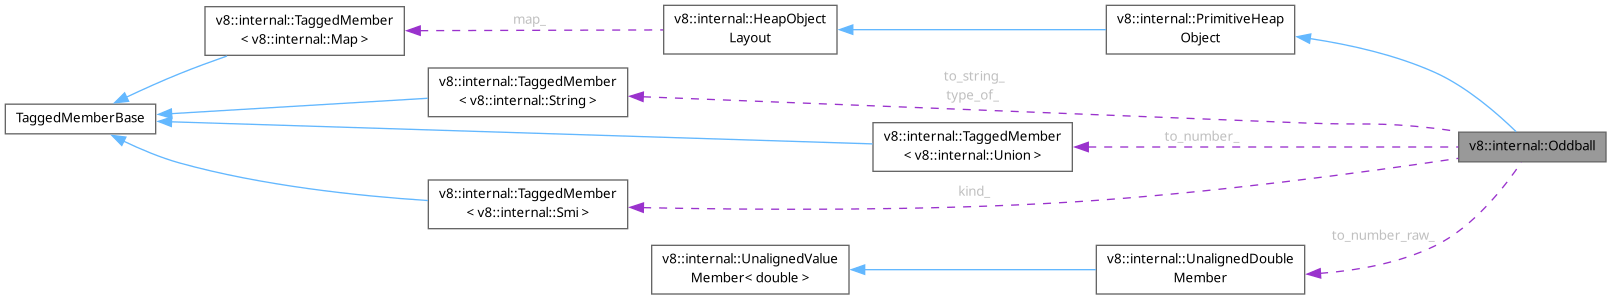 v8::internal::TaggedMember
< v8::internal::Map >
map_
v8::internal::HeapObject
Layout
v8::internal::PrimitiveHeap
Object
v8::internal::TaggedMember
< v8::internal::String >
to_string_
type_of_
TaggedMemberBase
v8::internal::TaggedMember
< v8::internal::Union >
to_number_
v8::internal::Oddball
v8::internal::TaggedMember
< v8::internal::Smi >
kind_
to_number_raw_
v8::internal::UnalignedValue
Member< double >
v8::internal::UnalignedDouble
Member